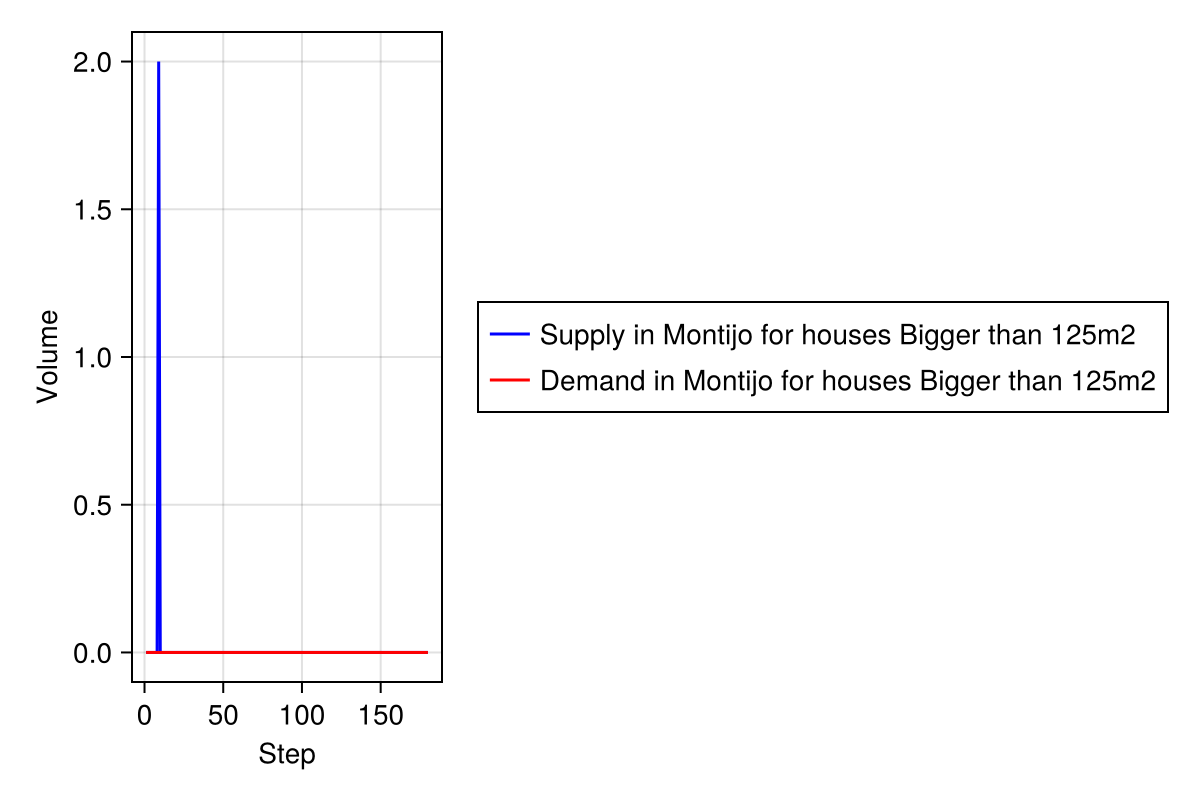 2.0
1.5
1.0
0.5
0.0
Volume
0 50 100 150
Step
Supply in Montijo for houses Bigger than 125m2
Demand in Montijo for houses Bigger than 125m2